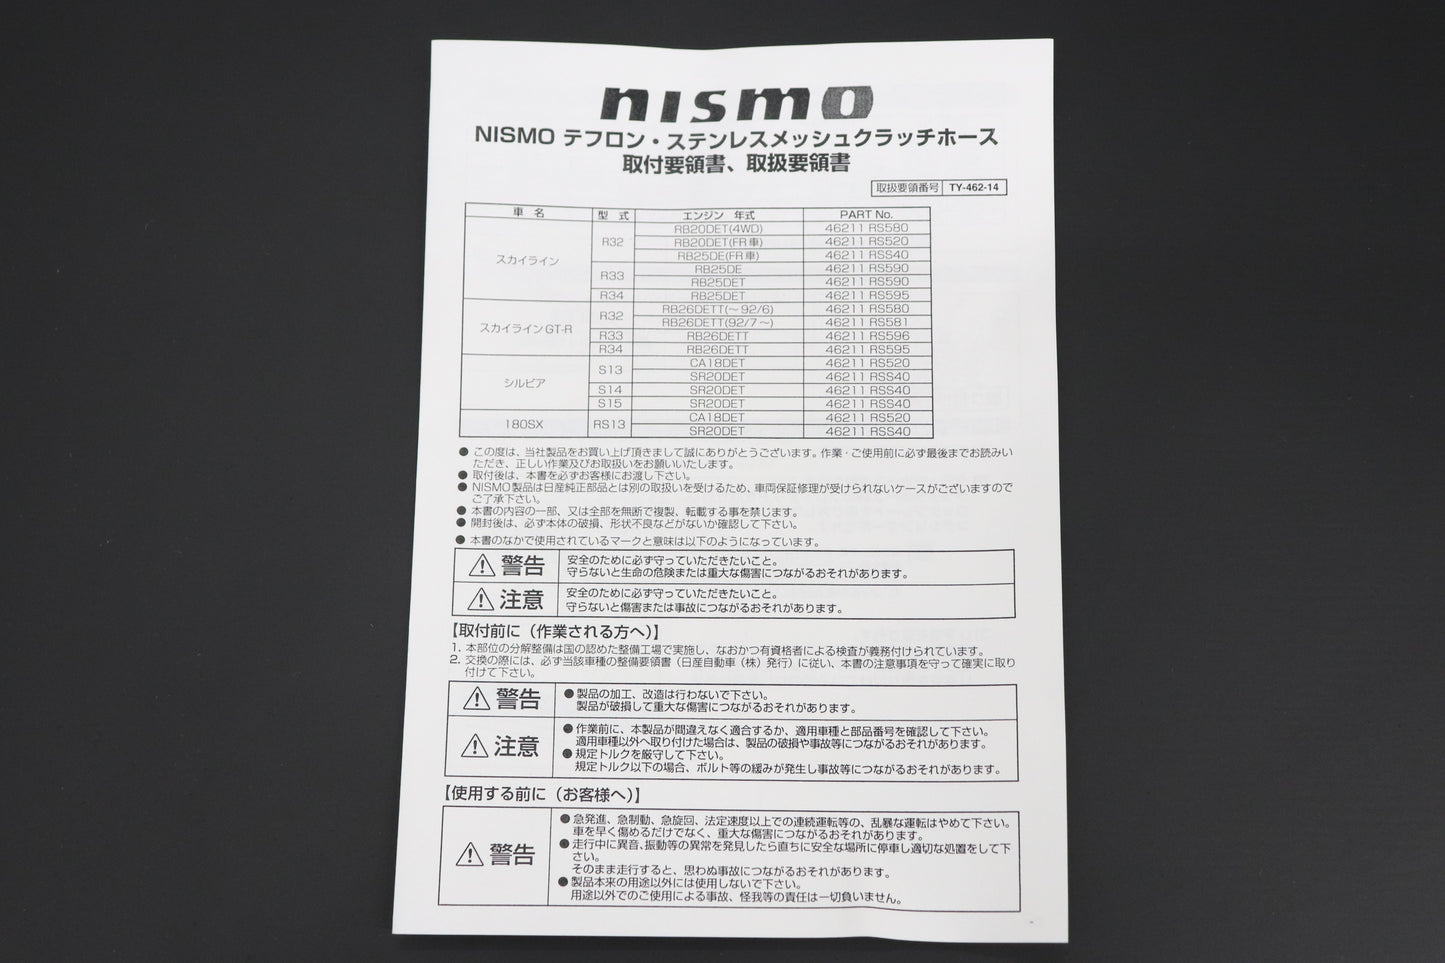 nismo
NISMO テフロン・ステンレスメッシュクラッチホース
取付要領書、取扱要領書
取扱要領番号 TY-462-14
車 名 型 式 エンジン 年式 PART No.
スカイライン R32 RB20DET(4WD) 46211 RS580
RB20DET(FR車) 46211 RS520
RB25DE(FR車) 46211 RSS40
R33 RB25DE 46211 RS590
RB25DET 46211 RS590
R34 RB25DET 46211 RS595
スカイラインGT-R R32 RB26DETT(～92/6) 46211 RS580
RB26DETT(92/7～) 46211 RS581
R33 RB26DETT 46211 RS596
R34 RB26DETT 46211 RS595
シルビア S13 CA18DET 46211 RS520
SR20DET 46211 RSS40
S14 SR20DET 46211 RSS40
S15 SR20DET 46211 RSS40
180SX RS13 CA18DET 46211 RS520
SR20DET 46211 RSS40
● この度は、当社製品をお買い上げ頂きまして誠にありがとうございます。作業・ご使用前に必ず最後までお読みい
ただき、正しい作業及びお取扱いをお願いいたします。
● 取付後は、本書を必ずお客様にお渡し下さい。
● NISMO製品は日産純正部品とは別の取扱いを受けるため、車両保証修理が受けられないケースがございますので
ご了承下さい。
● 本書の内容の一部、又は全部を無断で複製、転載する事を禁じます。
● 開封後は、必ず本体の破損、形状不良などがないか確認して下さい。
● 本書のなかで使用されているマークと意味は以下のようになっています。
警告 安全のために必ず守っていただきたいこと。
守らないと生命の危険または重大な傷害につながるおそれがあります。
注意 安全のために必ず守っていただきたいこと。
守らないと傷害または事故につながるおそれがあります。
【取付前に（作業される方へ）】
1. 本部位の分解整備は国の認めた整備工場で実施し、なおかつ有資格者による検査が義務付けられています。
2. 交換の際には、必ず当該車種の整備要領書（日産自動車（株）発行）に従い、本書の注意事項を守って確実に取り
付けて下さい。
警告 ●製品の加工、改造は行わないで下さい。
製品が破損して重大な傷害につながるおそれがあります。
注意 ●作業前に、本製品が間違えなく適合するか、適用車種と部品番号を確認して下さい。
適用車種以外へ取り付けた場合は、製品の破損や事故等につながるおそれがあります。
●規定トルクを厳守して下さい。
規定トルク以下の場合、ボルト等の緩みが発生し事故等につながるおそれがあります。
【使用する前に（お客様へ）】
警告 ●急発進、急制動、急旋回、法定速度以上での連続運転等の、乱暴な運転はやめて下さい。
車を早く傷めるだけでなく、重大な傷害につながるおそれがあります。
●走行中に異音、振動等の異常を発見したら直ちに安全な場所に停車し適切な処置をして下
さい。
そのまま走行すると、思わぬ事故につながるおそれがあります。
●製品本来の用途以外には使用しないで下さい。
用途以外でのご使用による事故、怪我等の責任は一切負いません。